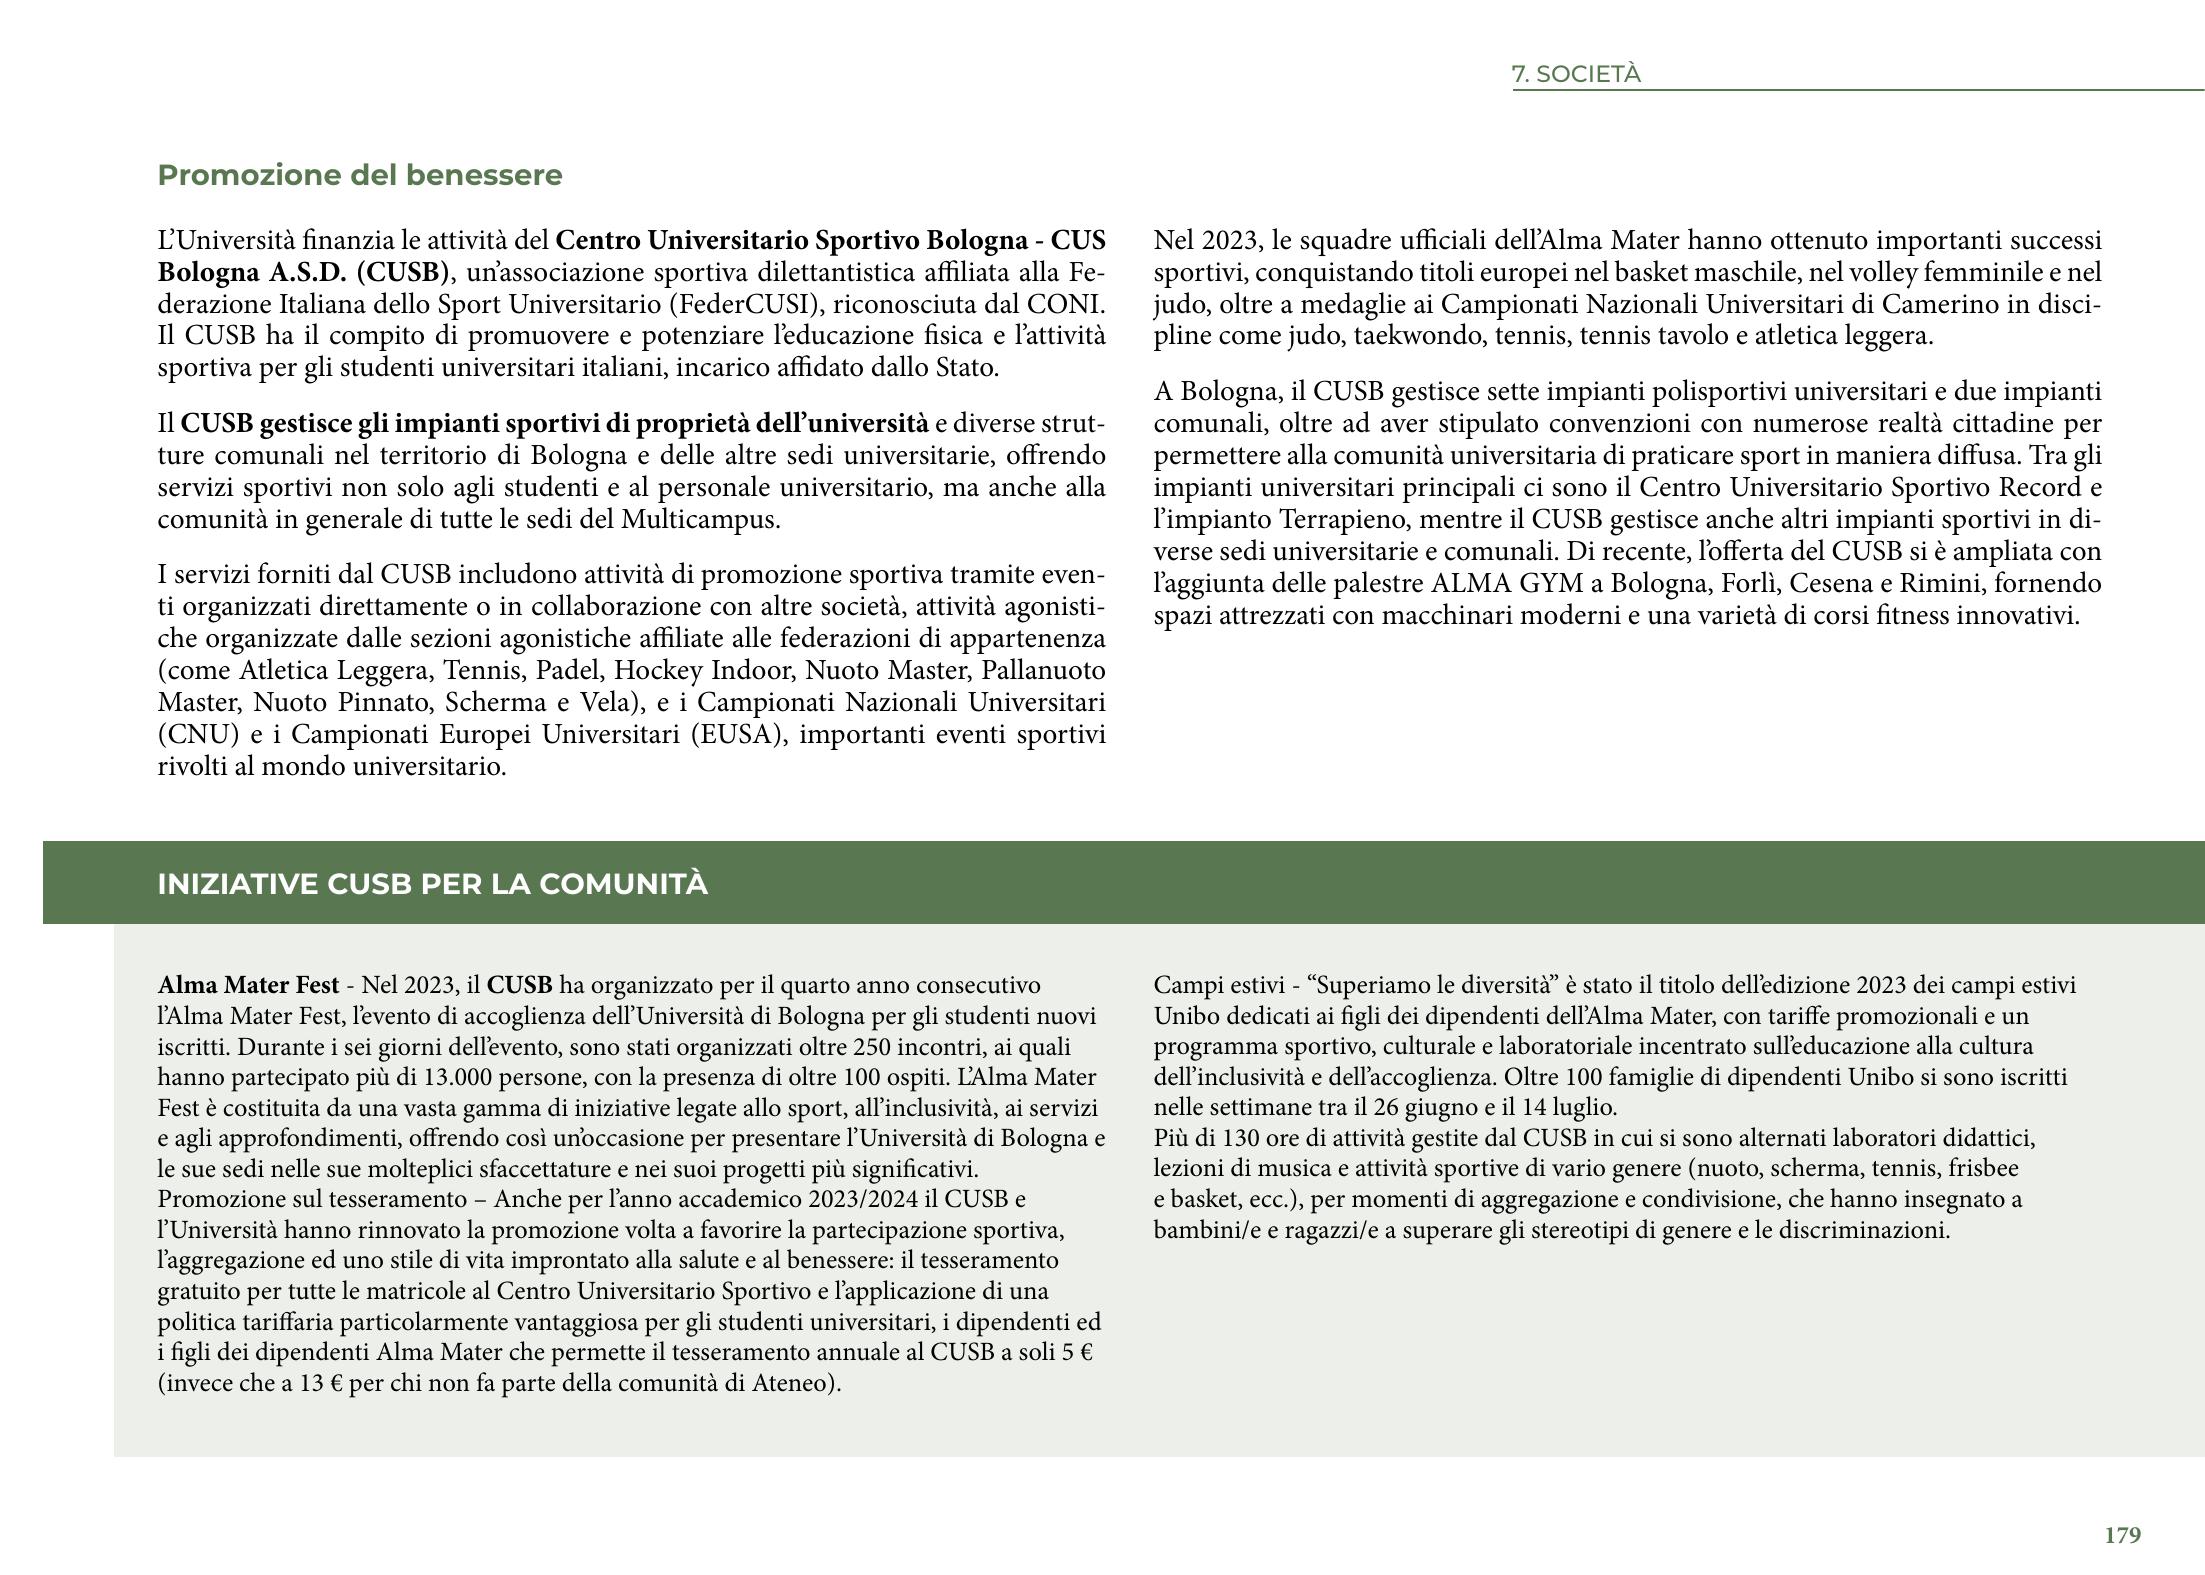 7. SOCIETÀ
Promozione del benessere
L’Università finanzia le attività del Centro Universitario Sportivo Bologna - CUS
Bologna A.S.D. (CUSB), un’associazione sportiva dilettantistica affiliata alla Fe-
derazione Italiana dello Sport Universitario (FederCUSI), riconosciuta dal CONI.
Il CUSB ha il compito di promuovere e potenziare l’educazione fisica e l’attività
sportiva per gli studenti universitari italiani, incarico affidato dallo Stato.
Il CUSB gestisce gli impianti sportivi di proprietà dell’università e diverse strut-
ture comunali nel territorio di Bologna e delle altre sedi universitarie, offrendo
servizi sportivi non solo agli studenti e al personale universitario, ma anche alla
comunità in generale di tutte le sedi del Multicampus.
I servizi forniti dal CUSB includono attività di promozione sportiva tramite even-
ti organizzati direttamente o in collaborazione con altre società, attività agonisti-
che organizzate dalle sezioni agonistiche affiliate alle federazioni di appartenenza
(come Atletica Leggera, Tennis, Padel, Hockey Indoor, Nuoto Master, Pallanuoto
Master, Nuoto Pinnato, Scherma e Vela), e i Campionati Nazionali Universitari
(CNU) e i Campionati Europei Universitari (EUSA), importanti eventi sportivi
rivolti al mondo universitario.
Nel 2023, le squadre ufficiali dell’Alma Mater hanno ottenuto importanti successi
sportivi, conquistando titoli europei nel basket maschile, nel volley femminile e nel
judo, oltre a medaglie ai Campionati Nazionali Universitari di Camerino in disci-
pline come judo, taekwondo, tennis, tennis tavolo e atletica leggera.
A Bologna, il CUSB gestisce sette impianti polisportivi universitari e due impianti
comunali, oltre ad aver stipulato convenzioni con numerose realtà cittadine per
permettere alla comunità universitaria di praticare sport in maniera diffusa. Tra gli
impianti universitari principali ci sono il Centro Universitario Sportivo Record e
l’impianto Terrapieno, mentre il CUSB gestisce anche altri impianti sportivi in di-
verse sedi universitarie e comunali. Di recente, l’offerta del CUSB si è ampliata con
l’aggiunta delle palestre ALMA GYM a Bologna, Forlì, Cesena e Rimini, fornendo
spazi attrezzati con macchinari moderni e una varietà di corsi fitness innovativi.
INIZIATIVE CUSB PER LA COMUNITÀ
Alma Mater Fest - Nel 2023, il CUSB ha organizzato per il quarto anno consecutivo
l’Alma Mater Fest, l’evento di accoglienza dell’Università di Bologna per gli studenti nuovi
iscritti. Durante i sei giorni dell’evento, sono stati organizzati oltre 250 incontri, ai quali
hanno partecipato più di 13.000 persone, con la presenza di oltre 100 ospiti. L’Alma Mater
Fest è costituita da una vasta gamma di iniziative legate allo sport, all’inclusività, ai servizi
e agli approfondimenti, offrendo così un’occasione per presentare l’Università di Bologna e
le sue sedi nelle sue molteplici sfaccettature e nei suoi progetti più significativi.
Promozione sul tesseramento – Anche per l’anno accademico 2023/2024 il CUSB e
l’Università hanno rinnovato la promozione volta a favorire la partecipazione sportiva,
l’aggregazione ed uno stile di vita improntato alla salute e al benessere: il tesseramento
gratuito per tutte le matricole al Centro Universitario Sportivo e l’applicazione di una
politica tariffaria particolarmente vantaggiosa per gli studenti universitari, i dipendenti ed
i figli dei dipendenti Alma Mater che permette il tesseramento annuale al CUSB a soli 5 €
(invece che a 13 € per chi non fa parte della comunità di Ateneo).
Campi estivi - “Superiamo le diversità” è stato il titolo dell’edizione 2023 dei campi estivi
Unibo dedicati ai figli dei dipendenti dell’Alma Mater, con tariffe promozionali e un
programma sportivo, culturale e laboratoriale incentrato sull’educazione alla cultura
dell’inclusività e dell’accoglienza. Oltre 100 famiglie di dipendenti Unibo si sono iscritti
nelle settimane tra il 26 giugno e il 14 luglio.
Più di 130 ore di attività gestite dal CUSB in cui si sono alternati laboratori didattici,
lezioni di musica e attività sportive di vario genere (nuoto, scherma, tennis, frisbee
e basket, ecc.), per momenti di aggregazione e condivisione, che hanno insegnato a
bambini/e e ragazzi/e a superare gli stereotipi di genere e le discriminazioni.
179